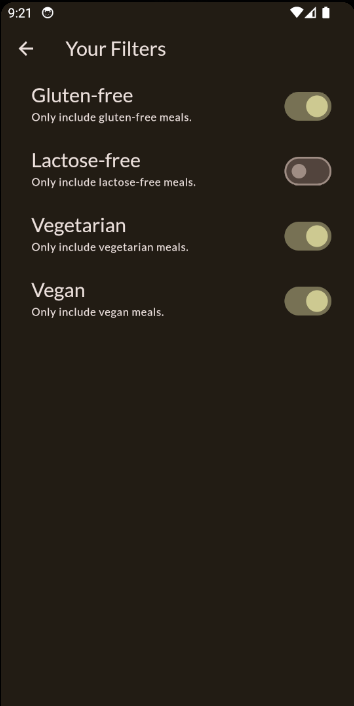 9:21
Your Filters
Gluten-free
Only include gluten-free meals.
Lactose-free
Only include lactose-free meals.
Vegetarian
Only include vegetarian meals.
Vegan
Only include vegan meals.